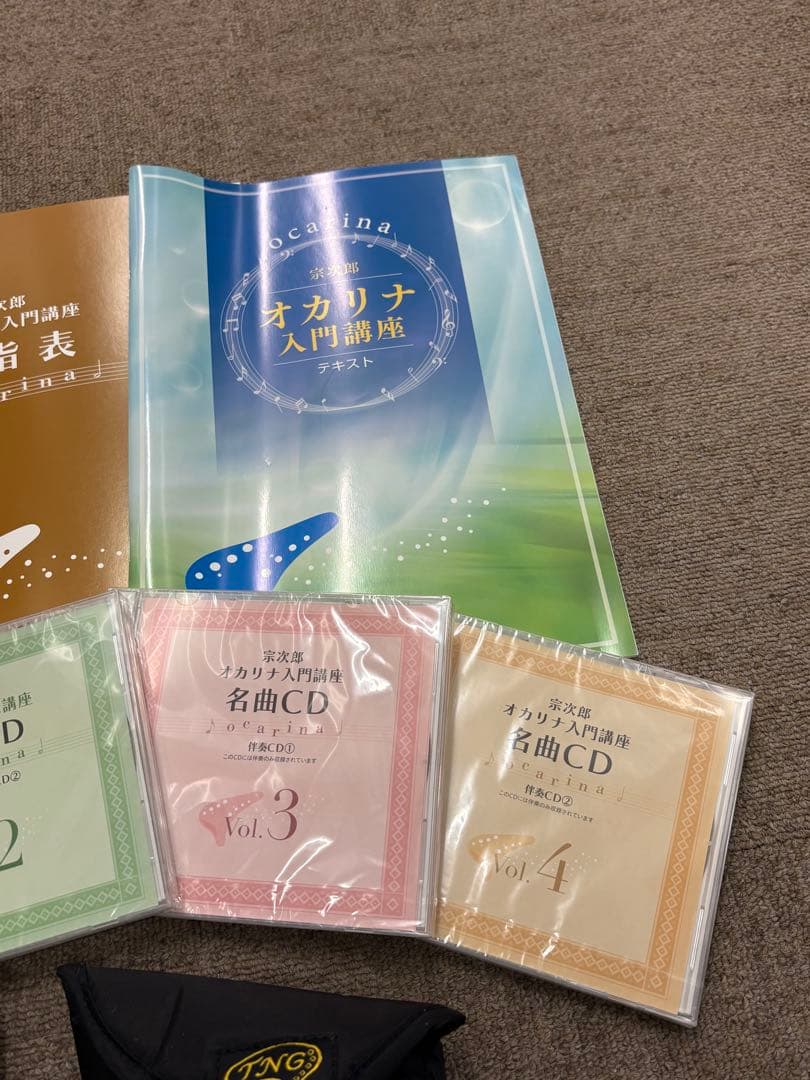 次郎
入門講座
指表
rina
ocarina
宗次郎
オカリナ
入門講座
テキスト
講座
D
ina
CD②
2
宗次郎
オカリナ入門講座
名曲CD
ocarina
伴奏CD①
このCDには伴奏のみ収録されています
Vol.3
宗次郎
オカリナ入門講座
名曲CD
ocarina
伴奏CD②
このCDには伴奏のみ収録されています
Vol.4
TNG